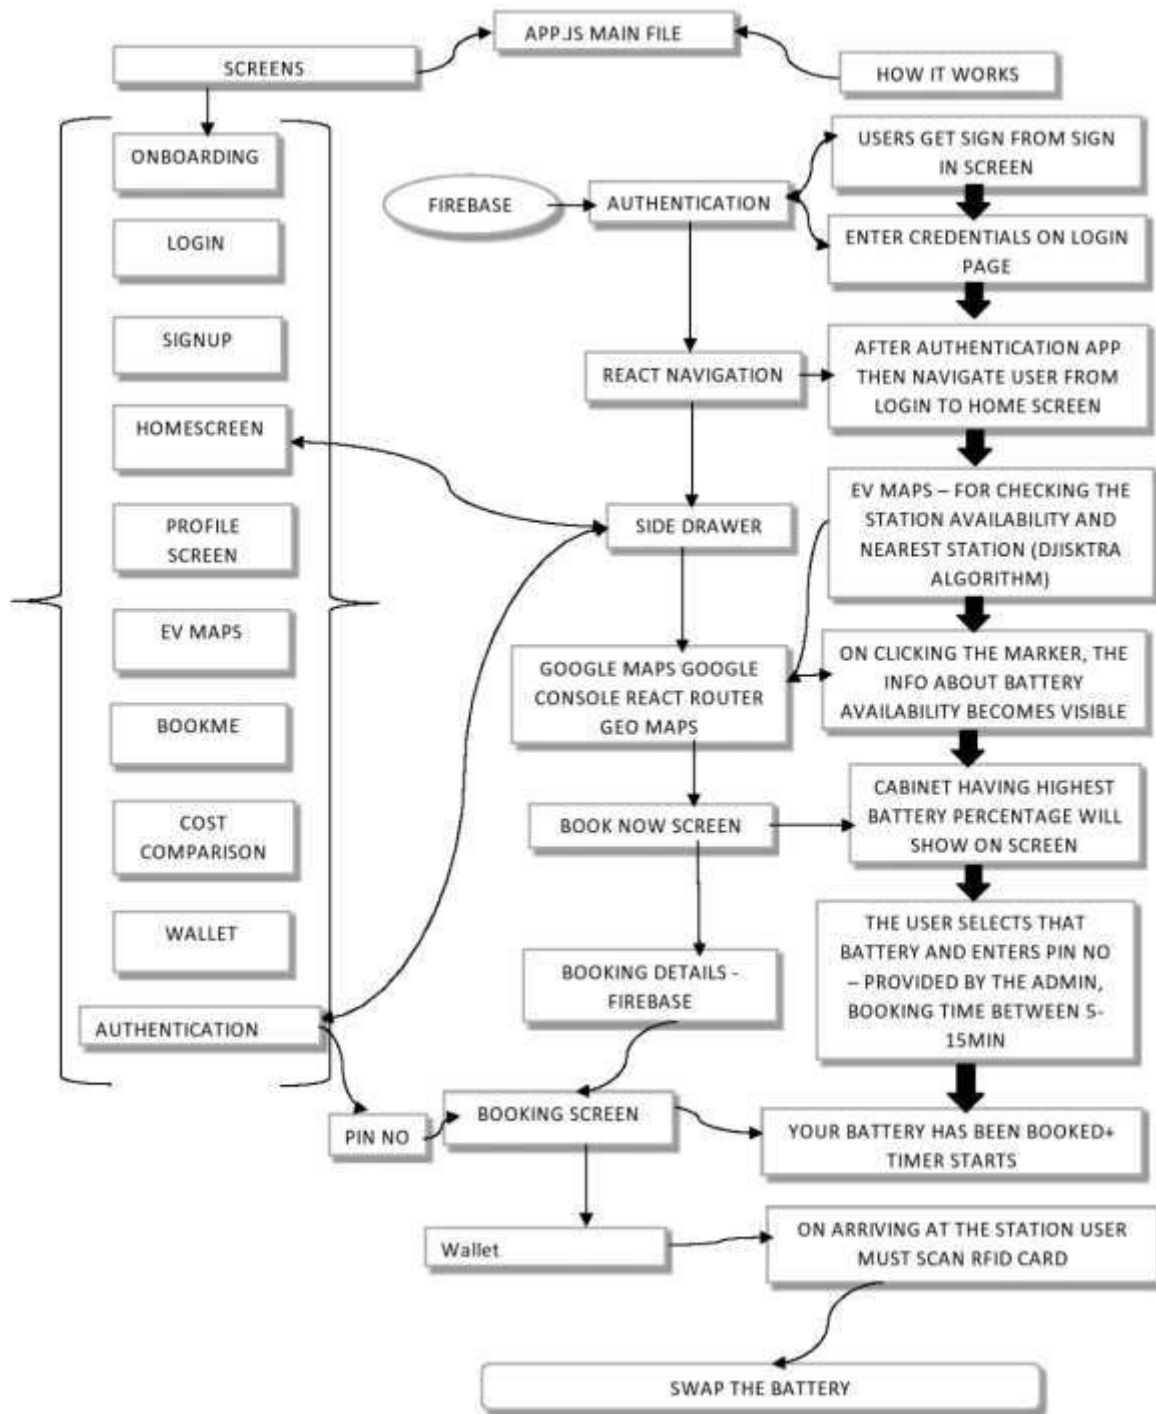 APP.JS MAIN FILE
SCREENS
HOW IT WORKS
ONBOARDING
LOGIN
SIGNUP
HOMESCREEN
PROFILE
SCREEN
EV MAPS
BOOKME
COST
COMPARISON
WALLET
AUTHENTICATION
PIN NO
FIREBASE
AUTHENTICATION
REACT NAVIGATION
SIDE DRAWER
GOOGLE MAPS GOOGLE
CONSOLE REACT ROUTER
GEO MAPS
BOOK NOW SCREEN
BOOKING DETAILS -
FIREBASE
BOOKING SCREEN
Wallet
USERS GET SIGN FROM SIGN
IN SCREEN
ENTER CREDENTIALS ON LOGIN
PAGE
AFTER AUTHENTICATION APP
THEN NAVIGATE USER FROM
LOGIN TO HOME SCREEN
EV MAPS – FOR CHECKING THE
STATION AVAILABILITY AND
NEAREST STATION (DJISKTRA
ALGORITHM)
ON CLICKING THE MARKER, THE
INFO ABOUT BATTERY
AVAILABILITY BECOMES VISIBLE
CABINET HAVING HIGHEST
BATTERY PERCENTAGE WILL
SHOW ON SCREEN
THE USER SELECTS THAT
BATTERY AND ENTERS PIN NO
– PROVIDED BY THE ADMIN,
BOOKING TIME BETWEEN 5-
15MIN
YOUR BATTERY HAS BEEN BOOKED+
TIMER STARTS
ON ARRIVING AT THE STATION USER
MUST SCAN RFID CARD
SWAP THE BATTERY